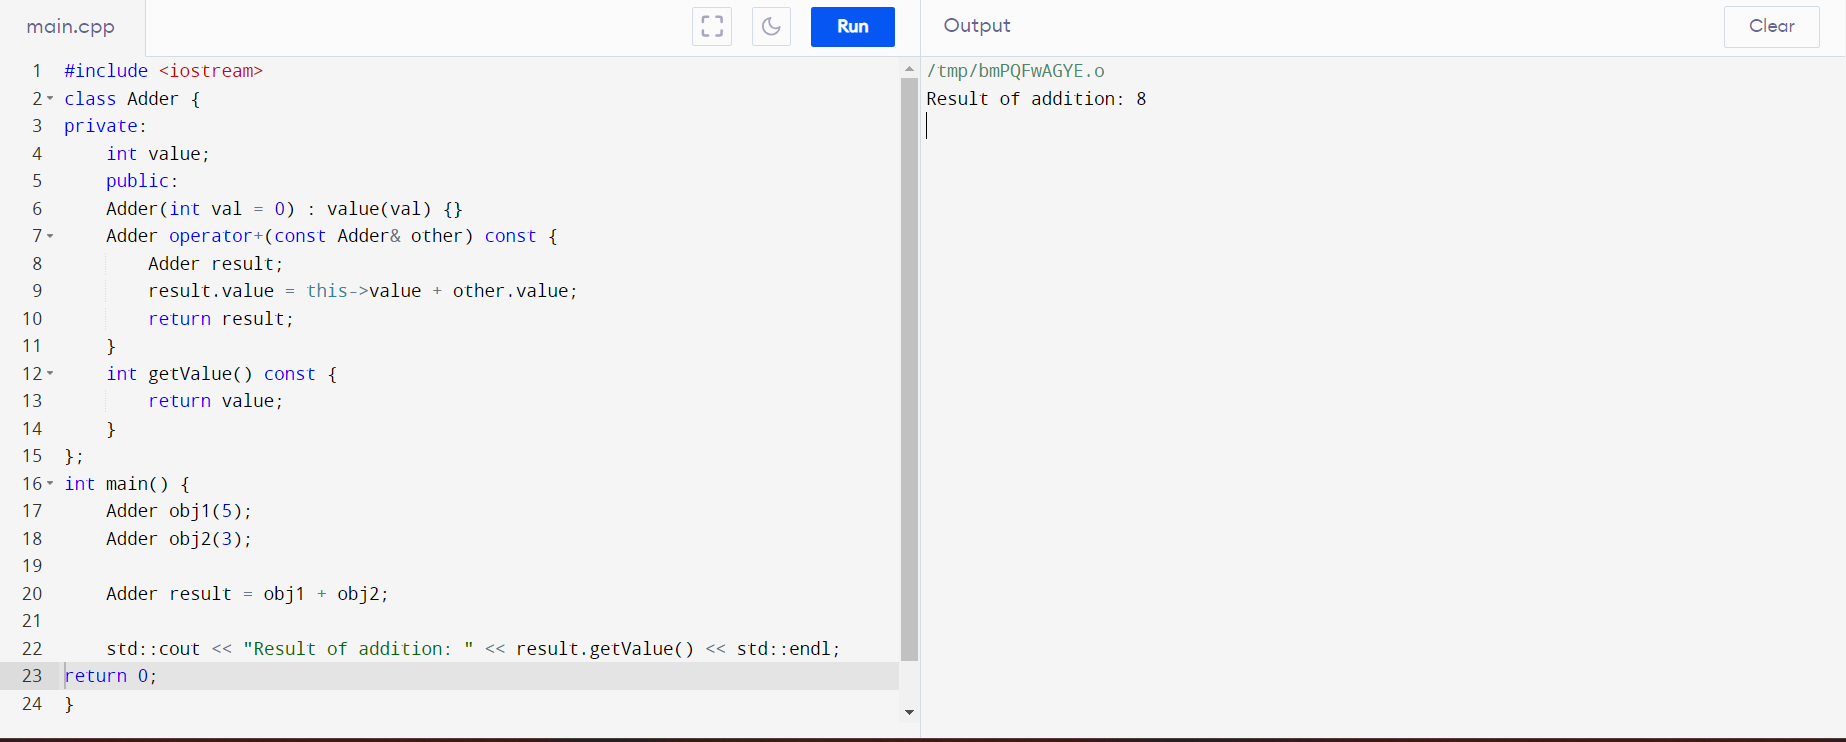 main.cpp
Run
Output
Clear
1 #include <iostream>
2 class Adder {
3 private:
4     int value;
5     public:
6     Adder(int val = 0) : value(val) {}
7     Adder operator+(const Adder& other) const {
8         Adder result;
9         result.value = this->value + other.value;
10         return result;
11     }
12     int getValue() const {
13         return value;
14     }
15 };
16 int main() {
17     Adder obj1(5);
18     Adder obj2(3);
19
20     Adder result = obj1 + obj2;
21
22     std::cout << "Result of addition: " << result.getValue() << std::endl;
23 return 0;
24 }
/tmp/bmPQFwAGYE.o
Result of addition: 8